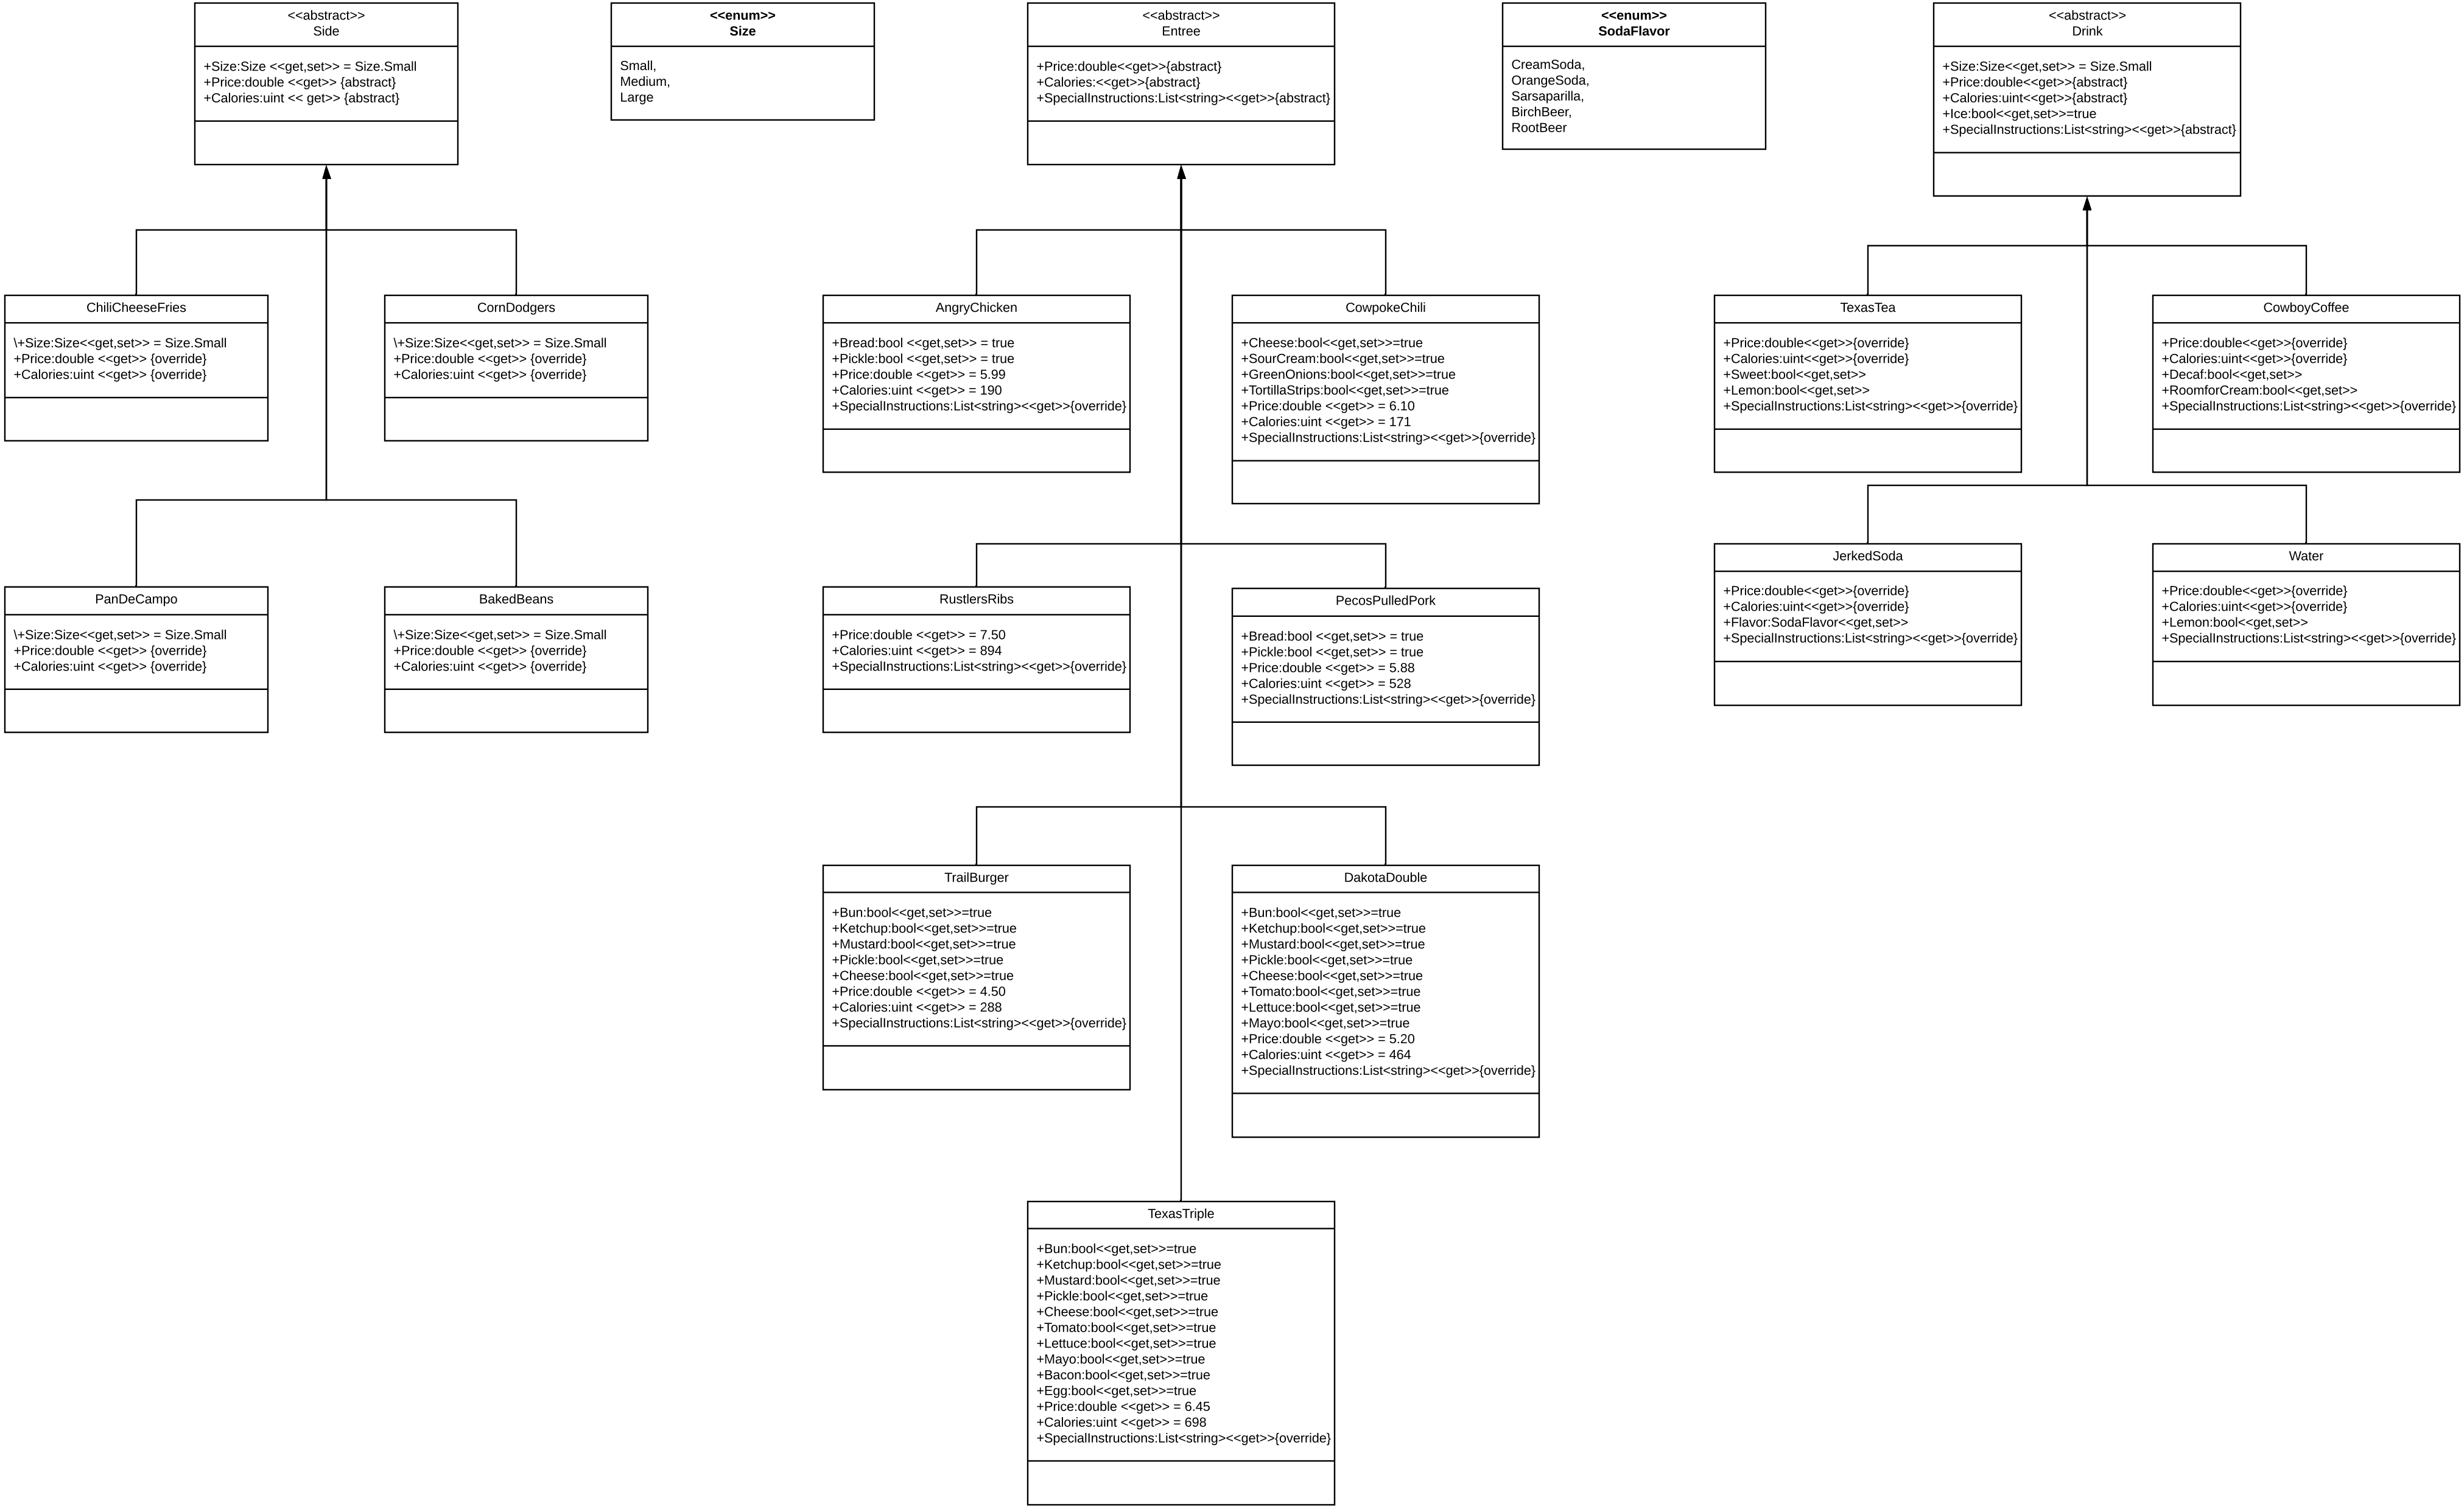 <<abstract>>
Side
+Size:Size <<get,set>> = Size.Small
+Price:double <<get>> {abstract}
+Calories:uint << get>> {abstract}
<<enum>>
Size
Small,
Medium,
Large
<<abstract>>
Entree
+Price:double<<get>>{abstract}
+Calories:<<get>>{abstract}
+SpecialInstructions:List<string><<get>>{abstract}
<<enum>>
SodaFlavor
CreamSoda,
OrangeSoda,
Sarsaparilla,
BirchBeer,
RootBeer
<<abstract>>
Drink
+Size:Size<<get,set>> = Size.Small
+Price:double<<get>>{abstract}
+Calories:uint<<get>>{abstract}
+Ice:bool<<get,set>>=true
+SpecialInstructions:List<string><<get>>{abstract}
ChiliCheeseFries
\+Size:Size<<get,set>> = Size.Small
+Price:double <<get>> {override}
+Calories:uint <<get>> {override}
CornDodgers
\+Size:Size<<get,set>> = Size.Small
+Price:double <<get>> {override}
+Calories:uint <<get>> {override}
AngryChicken
+Bread:bool <<get,set>> = true
+Pickle:bool <<get,set>> = true
+Price:double <<get>> = 5.99
+Calories:uint <<get>> = 190
+SpecialInstructions:List<string><<get>>{override}
CowpokeChili
+Cheese:bool<<get,set>>=true
+SourCream:bool<<get,set>>=true
+GreenOnions:bool<<get,set>>=true
+TortillaStrips:bool<<get,set>>=true
+Price:double <<get>> = 6.10
+Calories:uint <<get>> = 171
+SpecialInstructions:List<string><<get>>{override}
TexasTea
+Price:double<<get>>{override}
+Calories:uint<<get>>{override}
+Sweet:bool<<get,set>>
+Lemon:bool<<get,set>>
+SpecialInstructions:List<string><<get>>{override}
CowboyCoffee
+Price:double<<get>>{override}
+Calories:uint<<get>>{override}
+Decaf:bool<<get,set>>
+RoomforCream:bool<<get,set>>
+SpecialInstructions:List<string><<get>>{override}
PanDeCampo
\+Size:Size<<get,set>> = Size.Small
+Price:double <<get>> {override}
+Calories:uint <<get>> {override}
BakedBeans
\+Size:Size<<get,set>> = Size.Small
+Price:double <<get>> {override}
+Calories:uint <<get>> {override}
RustlersRibs
+Price:double <<get>> = 7.50
+Calories:uint <<get>> = 894
+SpecialInstructions:List<string><<get>>{override}
PecosPulledPork
+Bread:bool <<get,set>> = true
+Pickle:bool <<get,set>> = true
+Price:double <<get>> = 5.88
+Calories:uint <<get>> = 528
+SpecialInstructions:List<string><<get>>{override}
JerkedSoda
+Price:double<<get>>{override}
+Calories:uint<<get>>{override}
+Flavor:SodaFlavor<<get,set>>
+SpecialInstructions:List<string><<get>>{override}
Water
+Price:double<<get>>{override}
+Calories:uint<<get>>{override}
+Lemon:bool<<get,set>>
+SpecialInstructions:List<string><<get>>{override}
TrailBurger
+Bun:bool<<get,set>>=true
+Ketchup:bool<<get,set>>=true
+Mustard:bool<<get,set>>=true
+Pickle:bool<<get,set>>=true
+Cheese:bool<<get,set>>=true
+Price:double <<get>> = 4.50
+Calories:uint <<get>> = 288
+SpecialInstructions:List<string><<get>>{override}
DakotaDouble
+Bun:bool<<get,set>>=true
+Ketchup:bool<<get,set>>=true
+Mustard:bool<<get,set>>=true
+Pickle:bool<<get,set>>=true
+Cheese:bool<<get,set>>=true
+Tomato:bool<<get,set>>=true
+Lettuce:bool<<get,set>>=true
+Mayo:bool<<get,set>>=true
+Price:double <<get>> = 5.20
+Calories:uint <<get>> = 464
+SpecialInstructions:List<string><<get>>{override}
TexasTriple
+Bun:bool<<get,set>>=true
+Ketchup:bool<<get,set>>=true
+Mustard:bool<<get,set>>=true
+Pickle:bool<<get,set>>=true
+Cheese:bool<<get,set>>=true
+Tomato:bool<<get,set>>=true
+Lettuce:bool<<get,set>>=true
+Mayo:bool<<get,set>>=true
+Bacon:bool<<get,set>>=true
+Egg:bool<<get,set>>=true
+Price:double <<get>> = 6.45
+Calories:uint <<get>> = 698
+SpecialInstructions:List<string><<get>>{override}